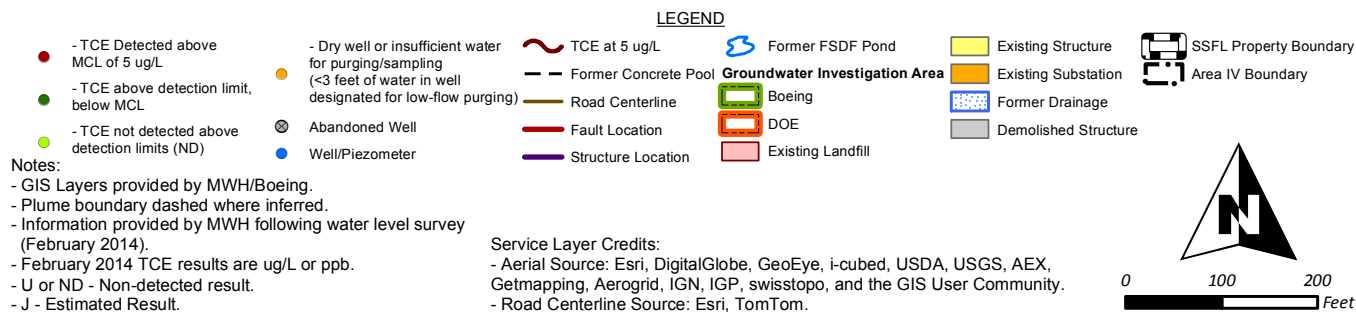 LEGEND
- TCE Detected above
MCL of 5 ug/L
- TCE above detection limit,
below MCL
- TCE not detected above
detection limits (ND)
- Dry well or insufficient water
for purging/sampling
(<3 feet of water in well
designated for low-flow purging)
Abandoned Well
Well/Piezometer
TCE at 5 ug/L
Former Concrete Pool
Road Centerline
Fault Location
Structure Location
Former FSDF Pond
Groundwater Investigation Area
Boeing
DOE
Existing Landfill
Existing Structure
Existing Substation
Former Drainage
Demolished Structure
SSFL Property Boundary
Area IV Boundary
Notes:
- GIS Layers provided by MWH/Boeing.
- Plume boundary dashed where inferred.
- Information provided by MWH following water level survey
(February 2014).
- February 2014 TCE results are ug/L or ppb.
- U or ND - Non-detected result.
- J - Estimated Result.
Service Layer Credits:
- Aerial Source: Esri, DigitalGlobe, GeoEye, i-cubed, USDA, USGS, AEX,
Getmapping, Aerogrid, IGN, IGP, swisstopo, and the GIS User Community.
- Road Centerline Source: Esri, TomTom.
N
0 100 200
Feet